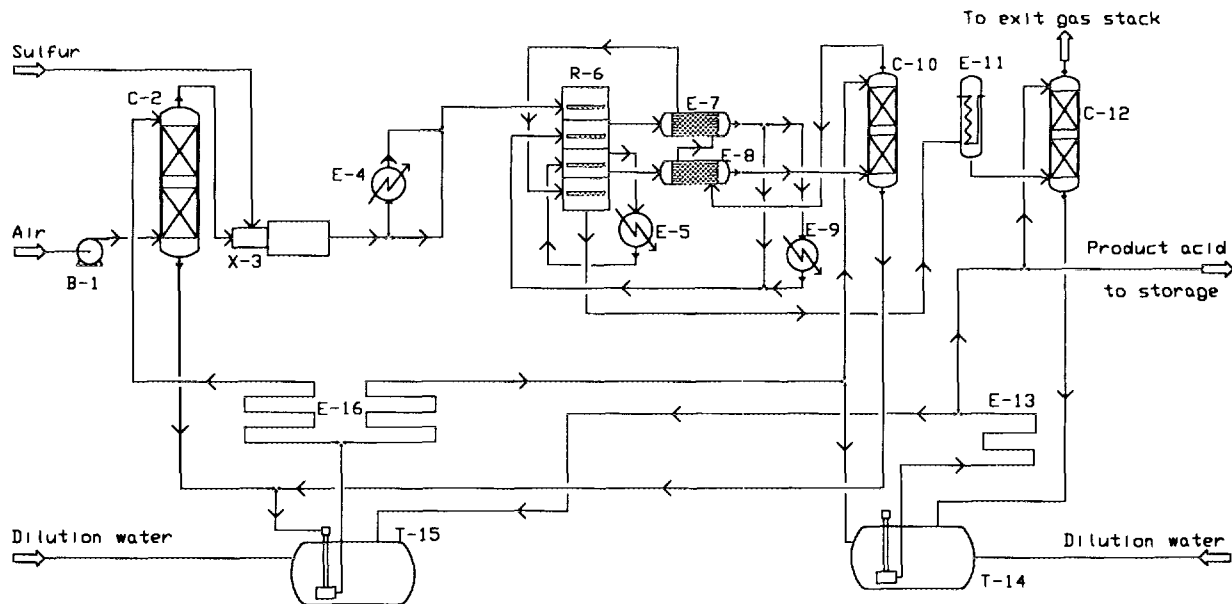 To exit gas stack
Sulfur
C-2
R-6
C-10
E-11
E-7
C-12
E-4
E-8
Air
B-1
X-3
E-5
E-9
Product acid
to storage
E-16
E-13
Dilution water
T-15
Dilution water
T-14